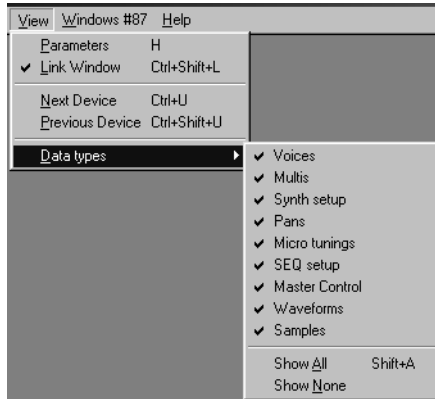 View Windows #87 Help
Parameters H
Link Window Ctrl+Shift+L
Next Device Ctrl+U
Previous Device Ctrl+Shift+U
Data types
Voices
Multis
Synth setup
Pans
Micro tunings
SEQ setup
Master Control
Waveforms
Samples
Show All Shift+A
Show None